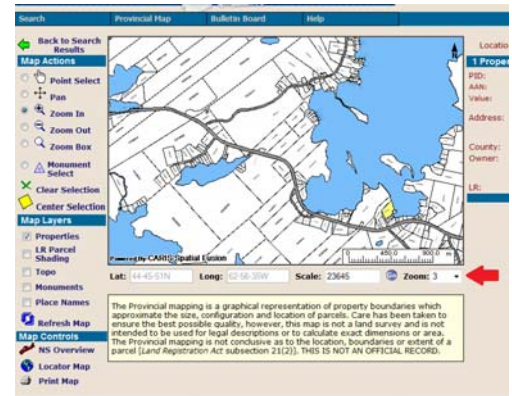 Search Provincial Map Bulletin Board Help
Back to Search
Results
Map Actions
Point Select
Pan
Zoom In
Zoom Out
Zoom Box
Monument
Select
Clear Selection
Center Selection
Map Layers
Properties
LR Parcel
Shading
Topo
Monuments
Place Names
Refresh Map
Map Controls
NS Overview
Locator Map
Print Map
Powered By CARIS Spatial Fusion
0 450.0 900.0 m
Lat: 44-45-51N Long: 62-56-35W Scale: 23645 Zoom: 3
The Provincial mapping is a graphical representation of property boundaries which
approximate the size, configuration and location of parcels. Care has been taken to
ensure the best possible quality, however, this map is not a land survey and is not
intended to be used for legal descriptions or to calculate exact dimensions or area.
The Provincial mapping is not conclusive as to the location, boundaries or extent of a
parcel [Land Registration Act subsection 21(2)]. THIS IS NOT AN OFFICIAL RECORD.
Locatio
1 Proper
PID:
AAN:
Value:
Address:
County:
Owner:
LR: